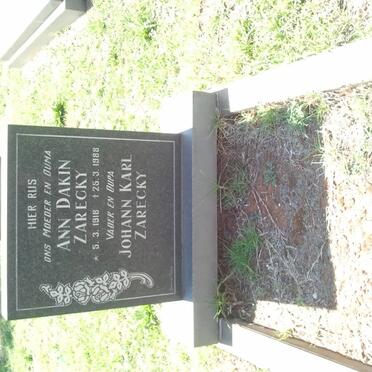 HIER RUS
ONS MOEDER EN OUMA
ANN DAKIN
ZARECKY
* 5.3.1918 † 25.3.1988
VADER EN OUPA
JOHANN KARL
ZARECKY